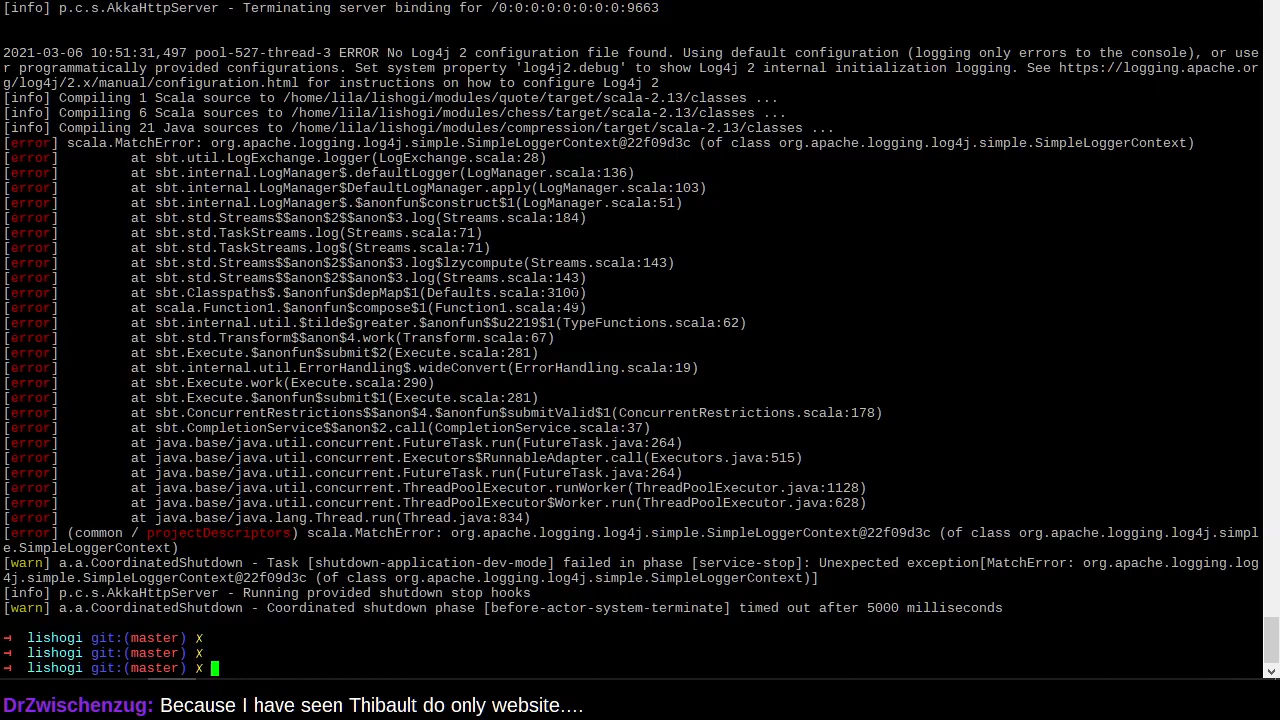 [info] p.c.s.AkkaHttpServer - Terminating server binding for /0:0:0:0:0:0:0:0:9663
2021-03-06 10:51:31,497 pool-527-thread-3 ERROR No Log4j 2 configuration file found. Using default configuration (logging only errors to the console), or use
r programmatically provided configurations. Set system property 'log4j2.debug' to show Log4j 2 internal initialization logging. See https://logging.apache.or
g/log4j/2.x/manual/configuration.html for instructions on how to configure Log4j 2
[info] Compiling 1 Scala source to /home/lila/lishogi/modules/quote/target/scala-2.13/classes ...
[info] Compiling 6 Scala sources to /home/lila/lishogi/modules/chess/target/scala-2.13/classes ...
[info] Compiling 21 Java sources to /home/lila/lishogi/modules/compression/target/scala-2.13/classes ...
[error] scala.MatchError: org.apache.logging.log4j.simple.SimpleLoggerContext@22f09d3c (of class org.apache.logging.log4j.simple.SimpleLoggerContext)
[error]         at sbt.util.LogExchange.logger(LogExchange.scala:28)
[error]         at sbt.internal.LogManager$.defaultLogger(LogManager.scala:136)
[error]         at sbt.internal.LogManager$DefaultLogManager.apply(LogManager.scala:103)
[error]         at sbt.internal.LogManager$.$anonfun$construct$1(LogManager.scala:51)
[error]         at sbt.std.Streams$$anon$2$$anon$3.log(Streams.scala:184)
[error]         at sbt.std.TaskStreams.log(Streams.scala:71)
[error]         at sbt.std.TaskStreams.log$(Streams.scala:71)
[error]         at sbt.std.Streams$$anon$2$$anon$3.log$lzycompute(Streams.scala:143)
[error]         at sbt.std.Streams$$anon$2$$anon$3.log(Streams.scala:143)
[error]         at sbt.Classpaths$.$anonfun$depMap$1(Defaults.scala:3100)
[error]         at scala.Function1.$anonfun$compose$1(Function1.scala:49)
[error]         at sbt.internal.util.$tilde$greater.$anonfun$$u2219$1(TypeFunctions.scala:62)
[error]         at sbt.std.Transform$$anon$4.work(Transform.scala:67)
[error]         at sbt.Execute.$anonfun$submit$2(Execute.scala:281)
[error]         at sbt.internal.util.ErrorHandling$.wideConvert(ErrorHandling.scala:19)
[error]         at sbt.Execute.work(Execute.scala:290)
[error]         at sbt.Execute.$anonfun$submit$1(Execute.scala:281)
[error]         at sbt.ConcurrentRestrictions$$anon$4.$anonfun$submitValid$1(ConcurrentRestrictions.scala:178)
[error]         at sbt.CompletionService$$anon$2.call(CompletionService.scala:37)
[error]         at java.base/java.util.concurrent.FutureTask.run(FutureTask.java:264)
[error]         at java.base/java.util.concurrent.Executors$RunnableAdapter.call(Executors.java:515)
[error]         at java.base/java.util.concurrent.FutureTask.run(FutureTask.java:264)
[error]         at java.base/java.util.concurrent.ThreadPoolExecutor.runWorker(ThreadPoolExecutor.java:1128)
[error]         at java.base/java.util.concurrent.ThreadPoolExecutor$Worker.run(ThreadPoolExecutor.java:628)
[error]         at java.base/java.lang.Thread.run(Thread.java:834)
[error] (common / projectDescriptors) scala.MatchError: org.apache.logging.log4j.simple.SimpleLoggerContext@22f09d3c (of class org.apache.logging.log4j.simpl
e.SimpleLoggerContext)
[warn] a.a.CoordinatedShutdown - Task [shutdown-application-dev-mode] failed in phase [service-stop]: Unexpected exception[MatchError: org.apache.logging.log
4j.simple.SimpleLoggerContext@22f09d3c (of class org.apache.logging.log4j.simple.SimpleLoggerContext)]
[info] p.c.s.AkkaHttpServer - Running provided shutdown stop hooks
[warn] a.a.CoordinatedShutdown - Coordinated shutdown phase [before-actor-system-terminate] timed out after 5000 milliseconds
lishogi git:(master) ✗
lishogi git:(master) ✗
lishogi git:(master) ✗
DrZwischenzug: Because I have seen Thibault do only website....